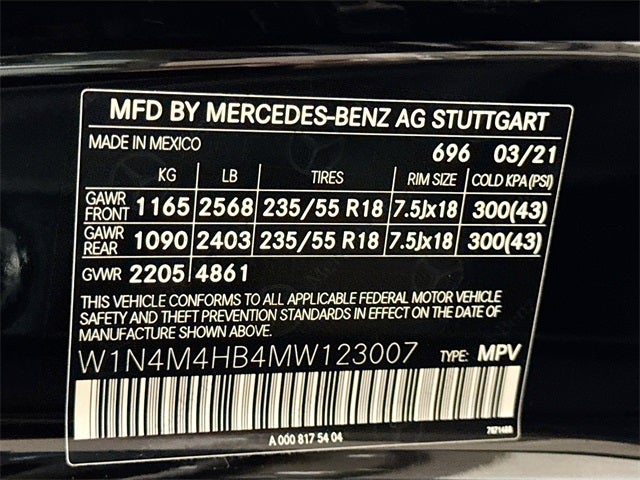 MFD BY MERCEDES-BENZ AG STUTTGART
MADE IN MEXICO 696 03/21
KG LB TIRES RIM SIZE COLD KPA(PSI)
GAWR FRONT 1165 2568 235/55 R18 7.5Jx18 300(43)
GAWR REAR 1090 2403 235/55 R18 7.5Jx18 300(43)
GVWR 2205 4861
THIS VEHICLE CONFORMS TO ALL APPLICABLE FEDERAL MOTOR VEHICLE
SAFETY AND THEFT PREVENTION STANDARDS IN EFFECT ON THE DATE OF
MANUFACTURE SHOWN ABOVE.
W1N4M4HB4MW123007 TYPE: MPV
A 000 817 54 04